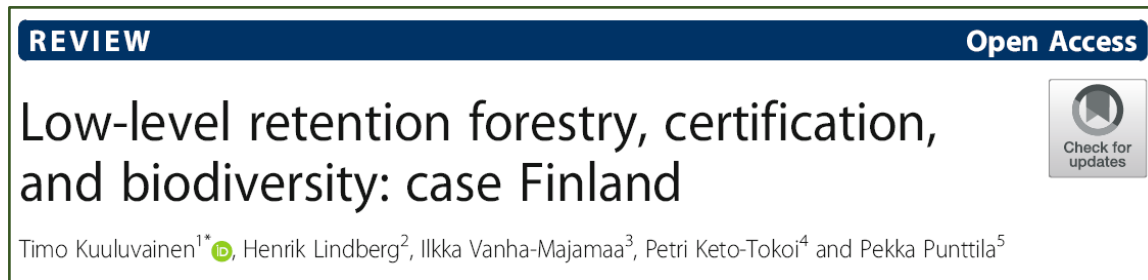 REVIEW Open Access
Low-level retention forestry, certification,
and biodiversity: case Finland
Check for
updates
Timo Kuuluvainen1* iD, Henrik Lindberg2, Ilkka Vanha-Majamaa3, Petri Keto-Tokoi4 and Pekka Punttila5